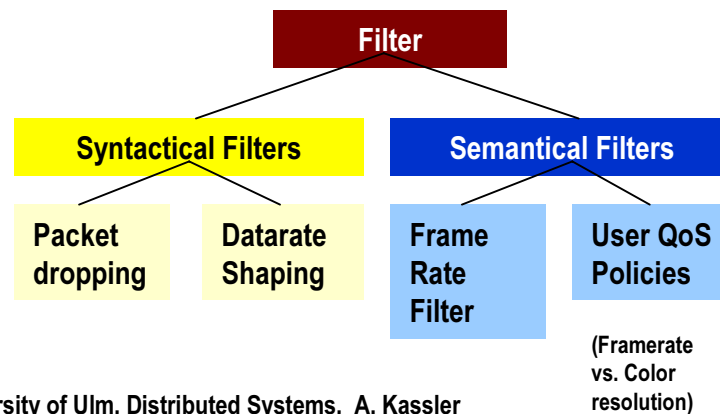 Filter
Syntactical Filters
Semantical Filters
Packet
dropping
Datarate
Shaping
Frame
Rate
Filter
User QoS
Policies
(Framerate
vs. Color
resolution)
of Ulm, Distributed Systems, A. Kassler